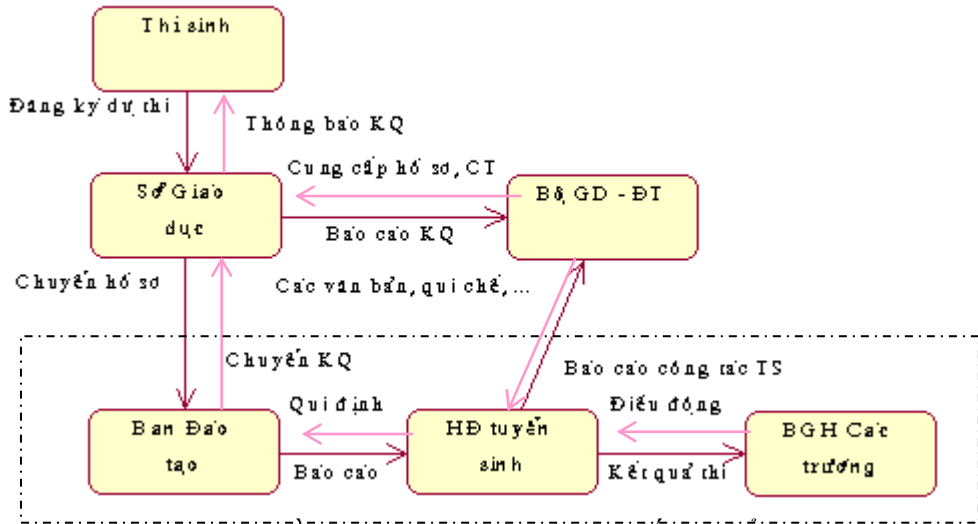 Thí sinh
Đăng ký dự thi
Thông báo KQ
Cung cấp hồ sơ, CT
Sở Giáo
dục
Bộ GD - ĐT
Báo cáo KQ
Chuyển hồ sơ
Các văn bản, qui chế,...
Chuyển KQ
Báo cáo công tác TS
Qui định
Điều động
Ban Đào
tạo
HĐ tuyển
sinh
BGH Các
trường
Báo cáo
Kết quả thi